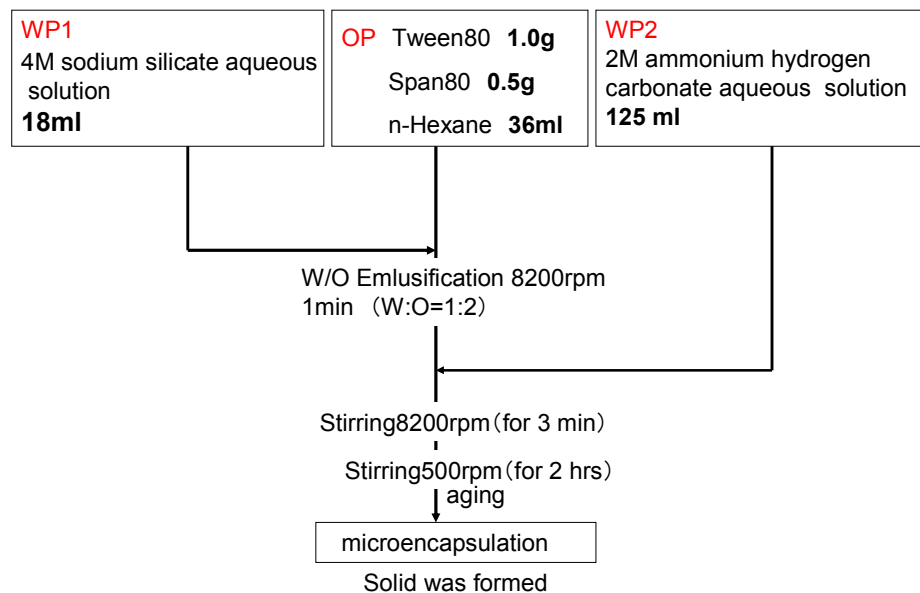 WP1
4M sodium silicate aqueous
solution
18ml
OP Tween80 1.0g
Span80 0.5g
n-Hexane 36ml
WP2
2M ammonium hydrogen
carbonate aqueous solution
125 ml
W/O Emlusification 8200rpm
1min （W:O=1:2）
Stirring8200rpm（for 3 min）
Stirring500rpm（for 2 hrs）
aging
microencapsulation
Solid was formed